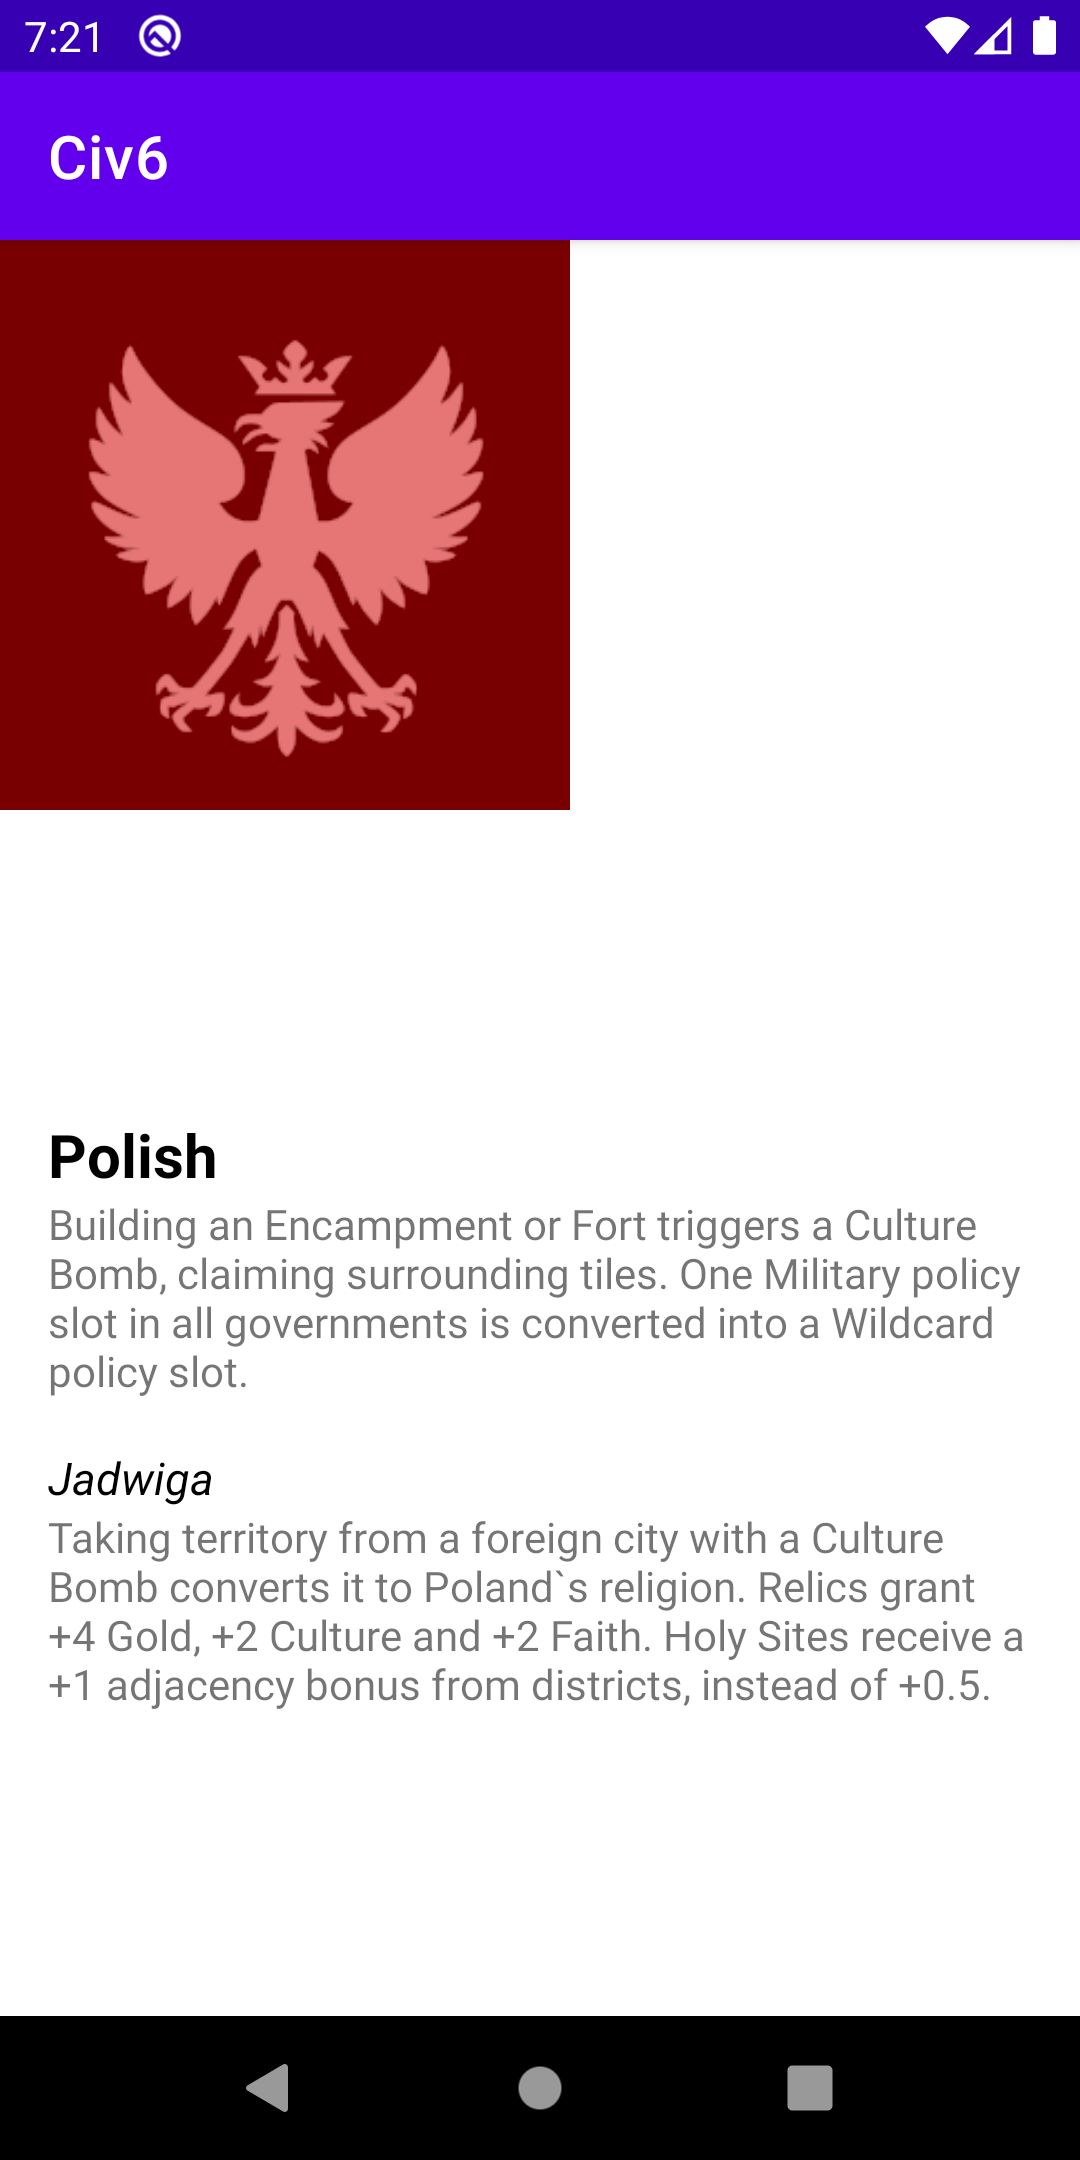 7:21
Civ6
Polish
Building an Encampment or Fort triggers a Culture
Bomb, claiming surrounding tiles. One Military policy
slot in all governments is converted into a Wildcard
policy slot.
Jadwiga
Taking territory from a foreign city with a Culture
Bomb converts it to Poland`s religion. Relics grant
+4 Gold, +2 Culture and +2 Faith. Holy Sites receive a
+1 adjacency bonus from districts, instead of +0.5.